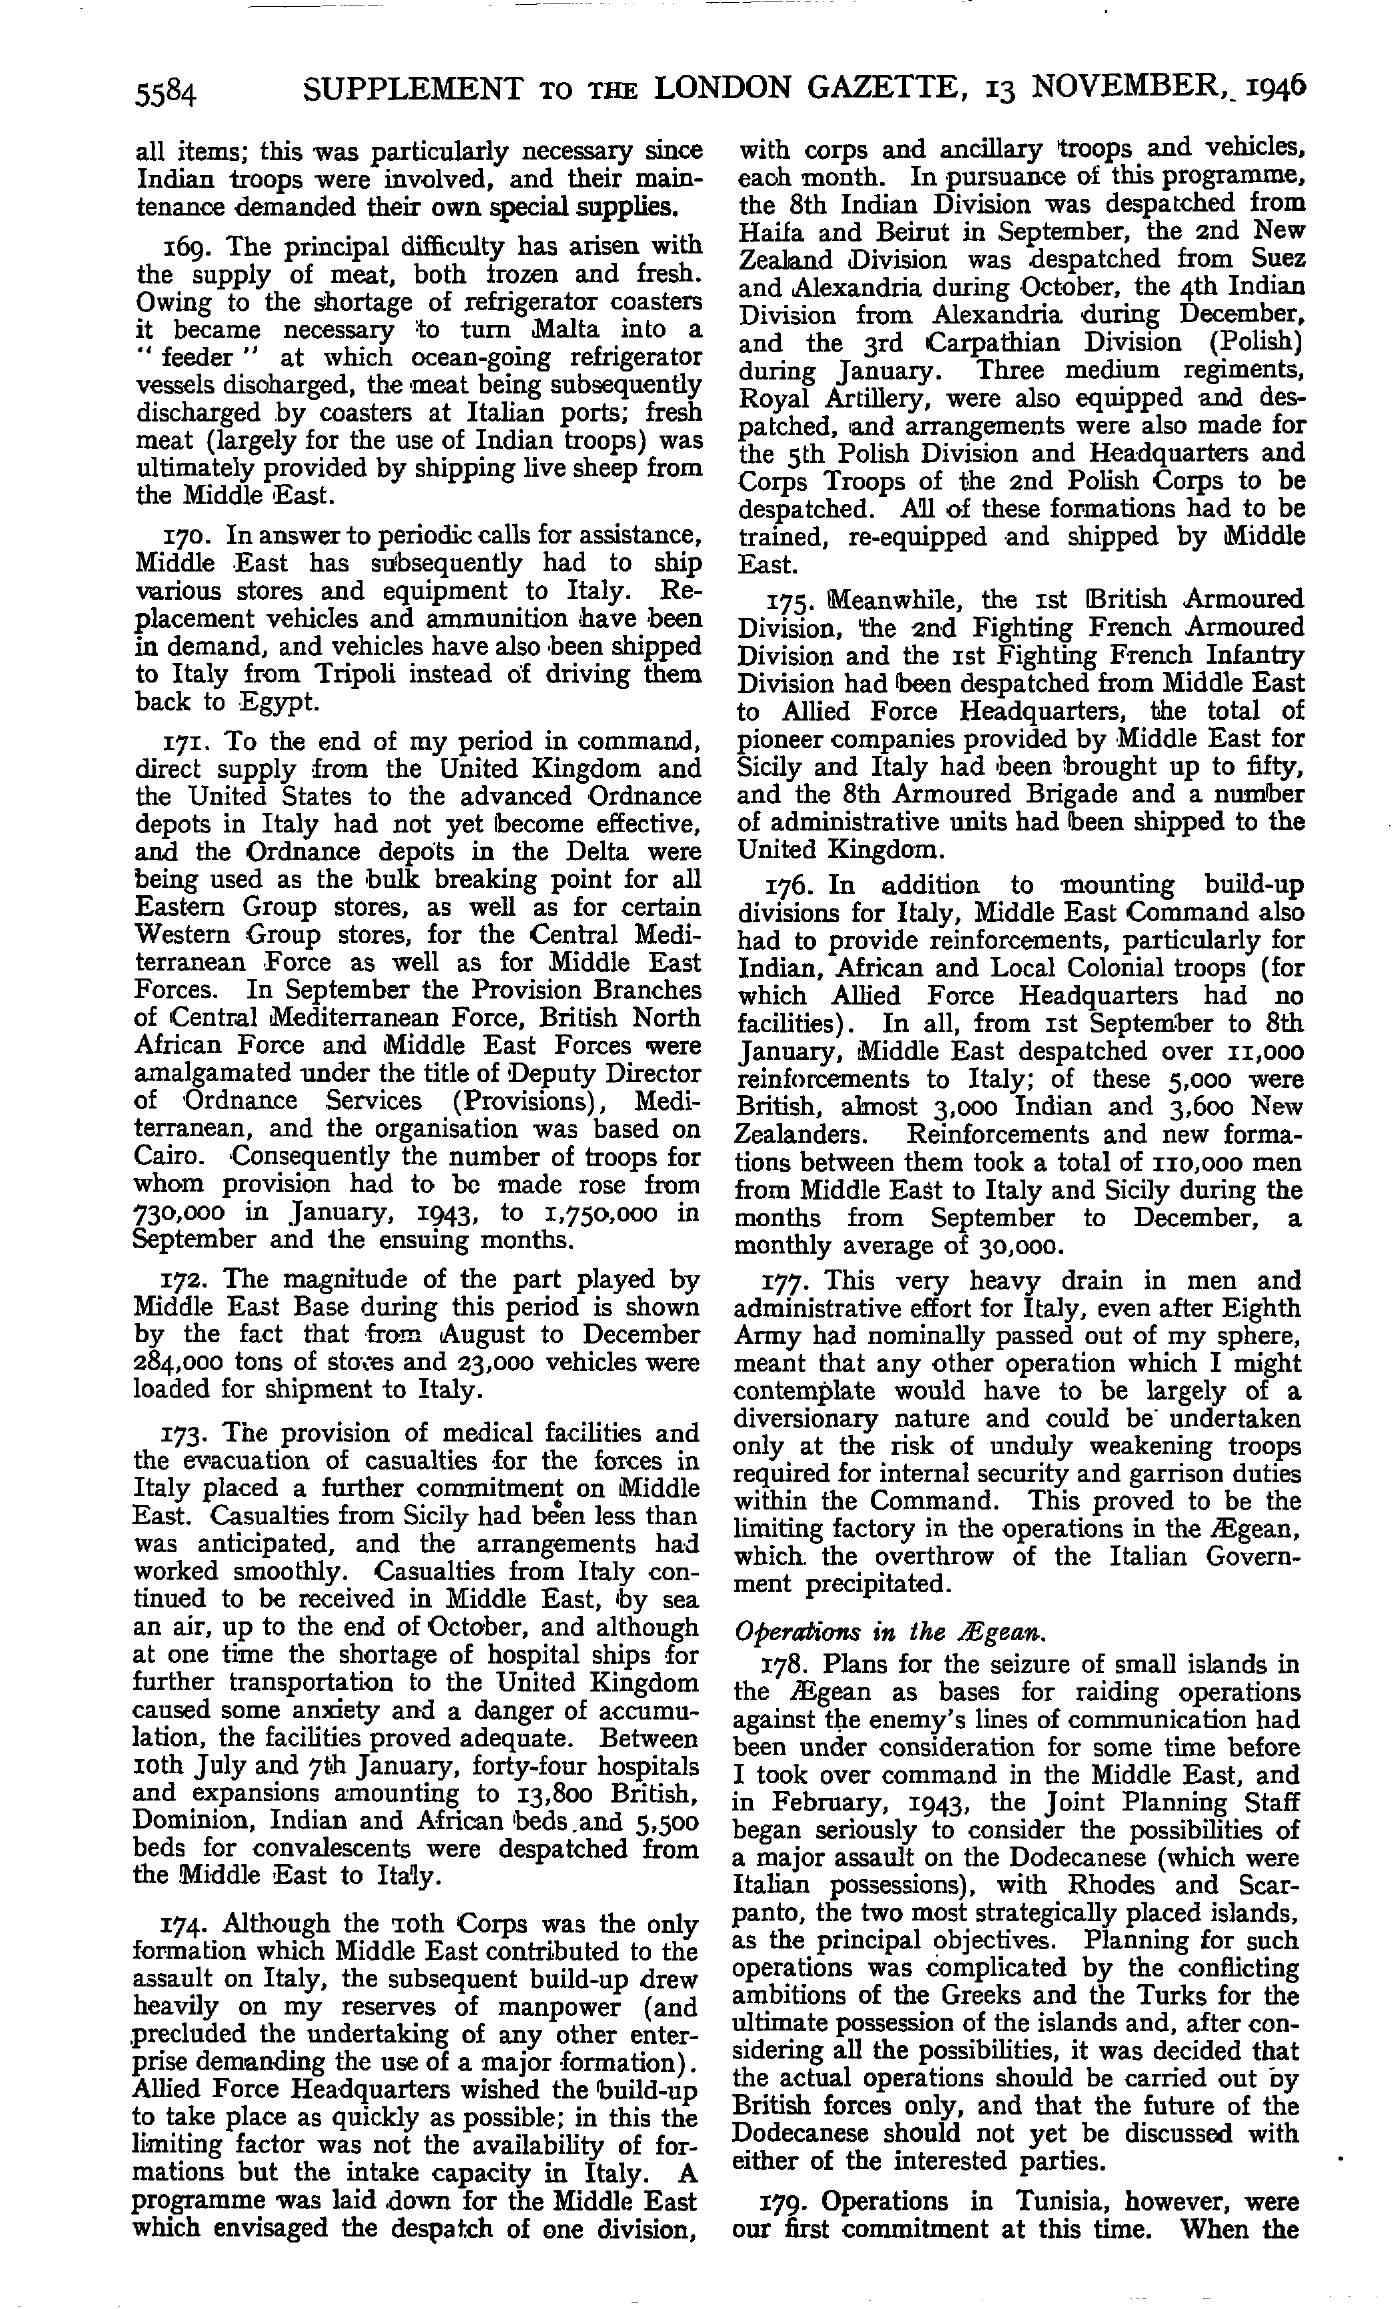 5584 SUPPLEMENT TO THE LONDON GAZETTE, 13 NOVEMBER, 1946
all items; this was particularly necessary since
Indian troops were involved, and their main-
tenance demanded their own special supplies.
169. The principal difficulty has arisen with
the supply of meat, both frozen and fresh.
Owing to the shortage of refrigerator coasters
it became necessary to turn Malta into a
“ feeder ” at which ocean-going refrigerator
vessels discharged, the meat being subsequently
discharged by coasters at Italian ports; fresh
meat (largely for the use of Indian troops) was
ultimately provided by shipping live sheep from
the Middle East.
170. In answer to periodic calls for assistance,
Middle East has subsequently had to ship
various stores and equipment to Italy. Re-
placement vehicles and ammunition have been
in demand, and vehicles have also been shipped
to Italy from Tripoli instead of driving them
back to Egypt.
171. To the end of my period in command,
direct supply from the United Kingdom and
the United States to the advanced Ordnance
depots in Italy had not yet become effective,
and the Ordnance depots in the Delta were
being used as the bulk breaking point for all
Eastern Group stores, as well as for certain
Western Group stores, for the Central Medi-
terranean Force as well as for Middle East
Forces. In September the Provision Branches
of Central Mediterranean Force, British North
African Force and Middle East Forces were
amalgamated under the title of Deputy Director
of Ordnance Services (Provisions), Medi-
terranean, and the organisation was based on
Cairo. Consequently the number of troops for
whom provision had to be made rose from
730,000 in January, 1943, to 1,750,000 in
September and the ensuing months.
172. The magnitude of the part played by
Middle East Base during this period is shown
by the fact that from August to December
284,000 tons of stores and 23,000 vehicles were
loaded for shipment to Italy.
173. The provision of medical facilities and
the evacuation of casualties for the forces in
Italy placed a further commitment on Middle
East. Casualties from Sicily had been less than
was anticipated, and the arrangements had
worked smoothly. Casualties from Italy con-
tinued to be received in Middle East, by sea
an air, up to the end of October, and although
at one time the shortage of hospital ships for
further transportation to the United Kingdom
caused some anxiety and a danger of accumu-
lation, the facilities proved adequate. Between
10th July and 7th January, forty-four hospitals
and expansions amounting to 13,800 British,
Dominion, Indian and African beds and 5,500
beds for convalescents were despatched from
the Middle East to Italy.
174. Although the 10th Corps was the only
formation which Middle East contributed to the
assault on Italy, the subsequent build-up drew
heavily on my reserves of manpower (and
precluded the undertaking of any other enter-
prise demanding the use of a major formation).
Allied Force Headquarters wished the build-up
to take place as quickly as possible; in this the
limiting factor was not the availability of for-
mations but the intake capacity in Italy. A
programme was laid down for the Middle East
which envisaged the despatch of one division,
with corps and ancillary troops and vehicles,
each month. In pursuance of this programme,
the 8th Indian Division was despatched from
Haifa and Beirut in September, the 2nd New
Zealand Division was despatched from Suez
and Alexandria during October, the 4th Indian
Division from Alexandria during December,
and the 3rd Carpathian Division (Polish)
during January. Three medium regiments,
Royal Artillery, were also equipped and des-
patched, and arrangements were also made for
the 5th Polish Division and Headquarters and
Corps Troops of the 2nd Polish Corps to be
despatched. All of these formations had to be
trained, re-equipped and shipped by Middle
East.
175. Meanwhile, the 1st British Armoured
Division, the 2nd Fighting French Armoured
Division and the 1st Fighting French Infantry
Division had been despatched from Middle East
to Allied Force Headquarters, the total of
pioneer companies provided by Middle East for
Sicily and Italy had been brought up to fifty,
and the 8th Armoured Brigade and a number
of administrative units had been shipped to the
United Kingdom.
176. In addition to mounting build-up
divisions for Italy, Middle East Command also
had to provide reinforcements, particularly for
Indian, African and Local Colonial troops (for
which Allied Force Headquarters had no
facilities). In all, from 1st September to 8th
January, Middle East despatched over 11,000
reinforcements to Italy; of these 5,000 were
British, almost 3,000 Indian and 3,600 New
Zealanders. Reinforcements and new forma-
tions between them took a total of 110,000 men
from Middle East to Italy and Sicily during the
months from September to December, a
monthly average of 30,000.
177. This very heavy drain in men and
administrative effort for Italy, even after Eighth
Army had nominally passed out of my sphere,
meant that any other operation which I might
contemplate would have to be largely of a
diversionary nature and could be undertaken
only at the risk of unduly weakening troops
required for internal security and garrison duties
within the Command. This proved to be the
limiting factory in the operations in the Ægean,
which the overthrow of the Italian Govern-
ment precipitated.
Operations in the Ægean.
178. Plans for the seizure of small islands in
the Ægean as bases for raiding operations
against the enemy's lines of communication had
been under consideration for some time before
I took over command in the Middle East, and
in February, 1943, the Joint Planning Staff
began seriously to consider the possibilities of
a major assault on the Dodecanese (which were
Italian possessions), with Rhodes and Scar-
panto, the two most strategically placed islands,
as the principal objectives. Planning for such
operations was complicated by the conflicting
ambitions of the Greeks and the Turks for the
ultimate possession of the islands and, after con-
sidering all the possibilities, it was decided that
the actual operations should be carried out by
British forces only, and that the future of the
Dodecanese should not yet be discussed with
either of the interested parties.
179. Operations in Tunisia, however, were
our first commitment at this time. When the